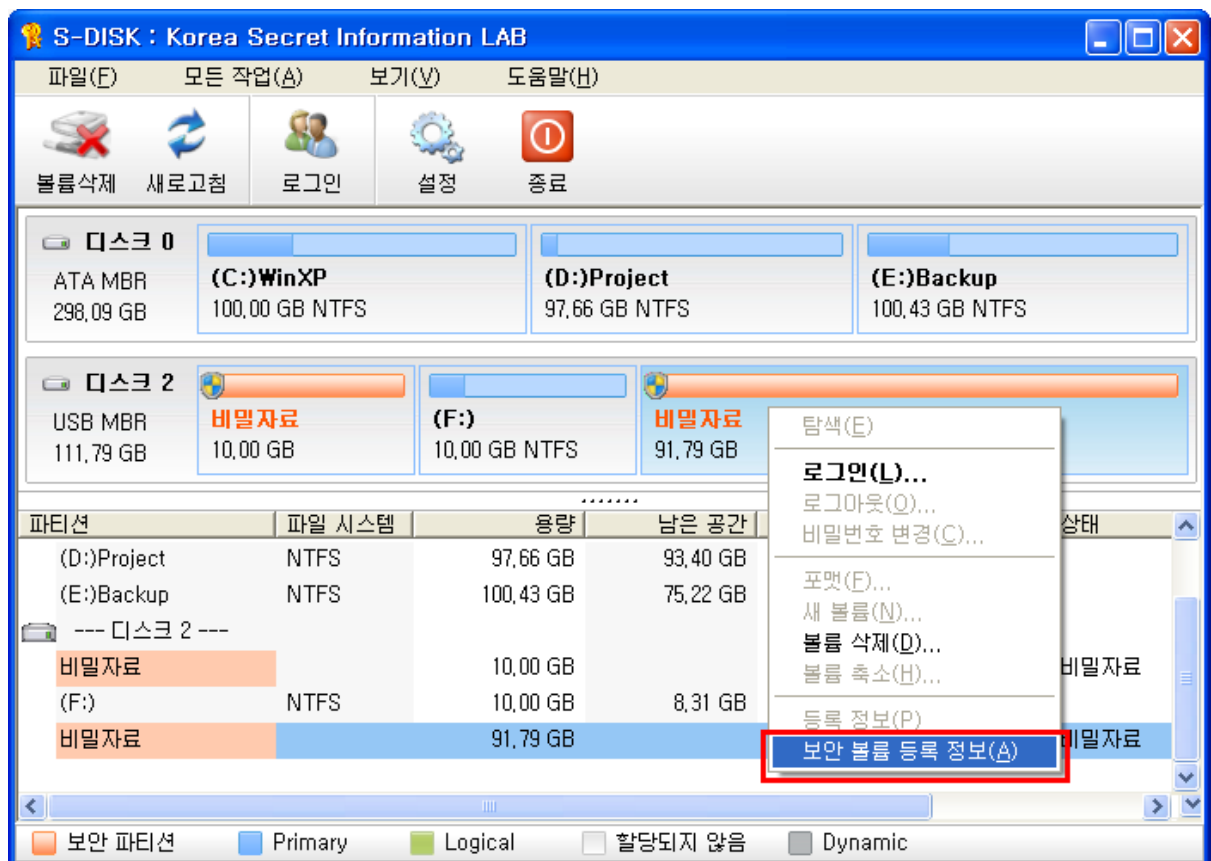 S-DISK : Korea Secret Information LAB
파일(F) 모든 작업(A) 보기(V) 도움말(H)
볼륨삭제 새로고침 로그인 설정 종료
디스크 0
ATA MBR
298,09 GB
(C:)WinXP
100,00 GB NTFS
(D:)Project
97,66 GB NTFS
(E:)Backup
100,43 GB NTFS
디스크 2
USB MBR
111,79 GB
비밀자료
10,00 GB
(F:)
10,00 GB NTFS
비밀자료
91,79 GB
탐색(E)
로그인(L)...
로그아웃(O)...
비밀번호 변경(C)...
포맷(F)...
새 볼륨(N)...
볼륨 삭제(D)...
볼륨 축소(H)...
등록 정보(P)
보안 볼륨 등록 정보(A)
파티션 파일 시스템 용량 남은 공간 상태
(D:)Project NTFS 97,66 GB 93,40 GB
(E:)Backup NTFS 100,43 GB 75,22 GB
--- 디스크 2 ---
비밀자료 10,00 GB 비밀자료
(F:) NTFS 10,00 GB 8,31 GB
비밀자료 91,79 GB 비밀자료
보안 파티션 Primary Logical 할당되지 않음 Dynamic